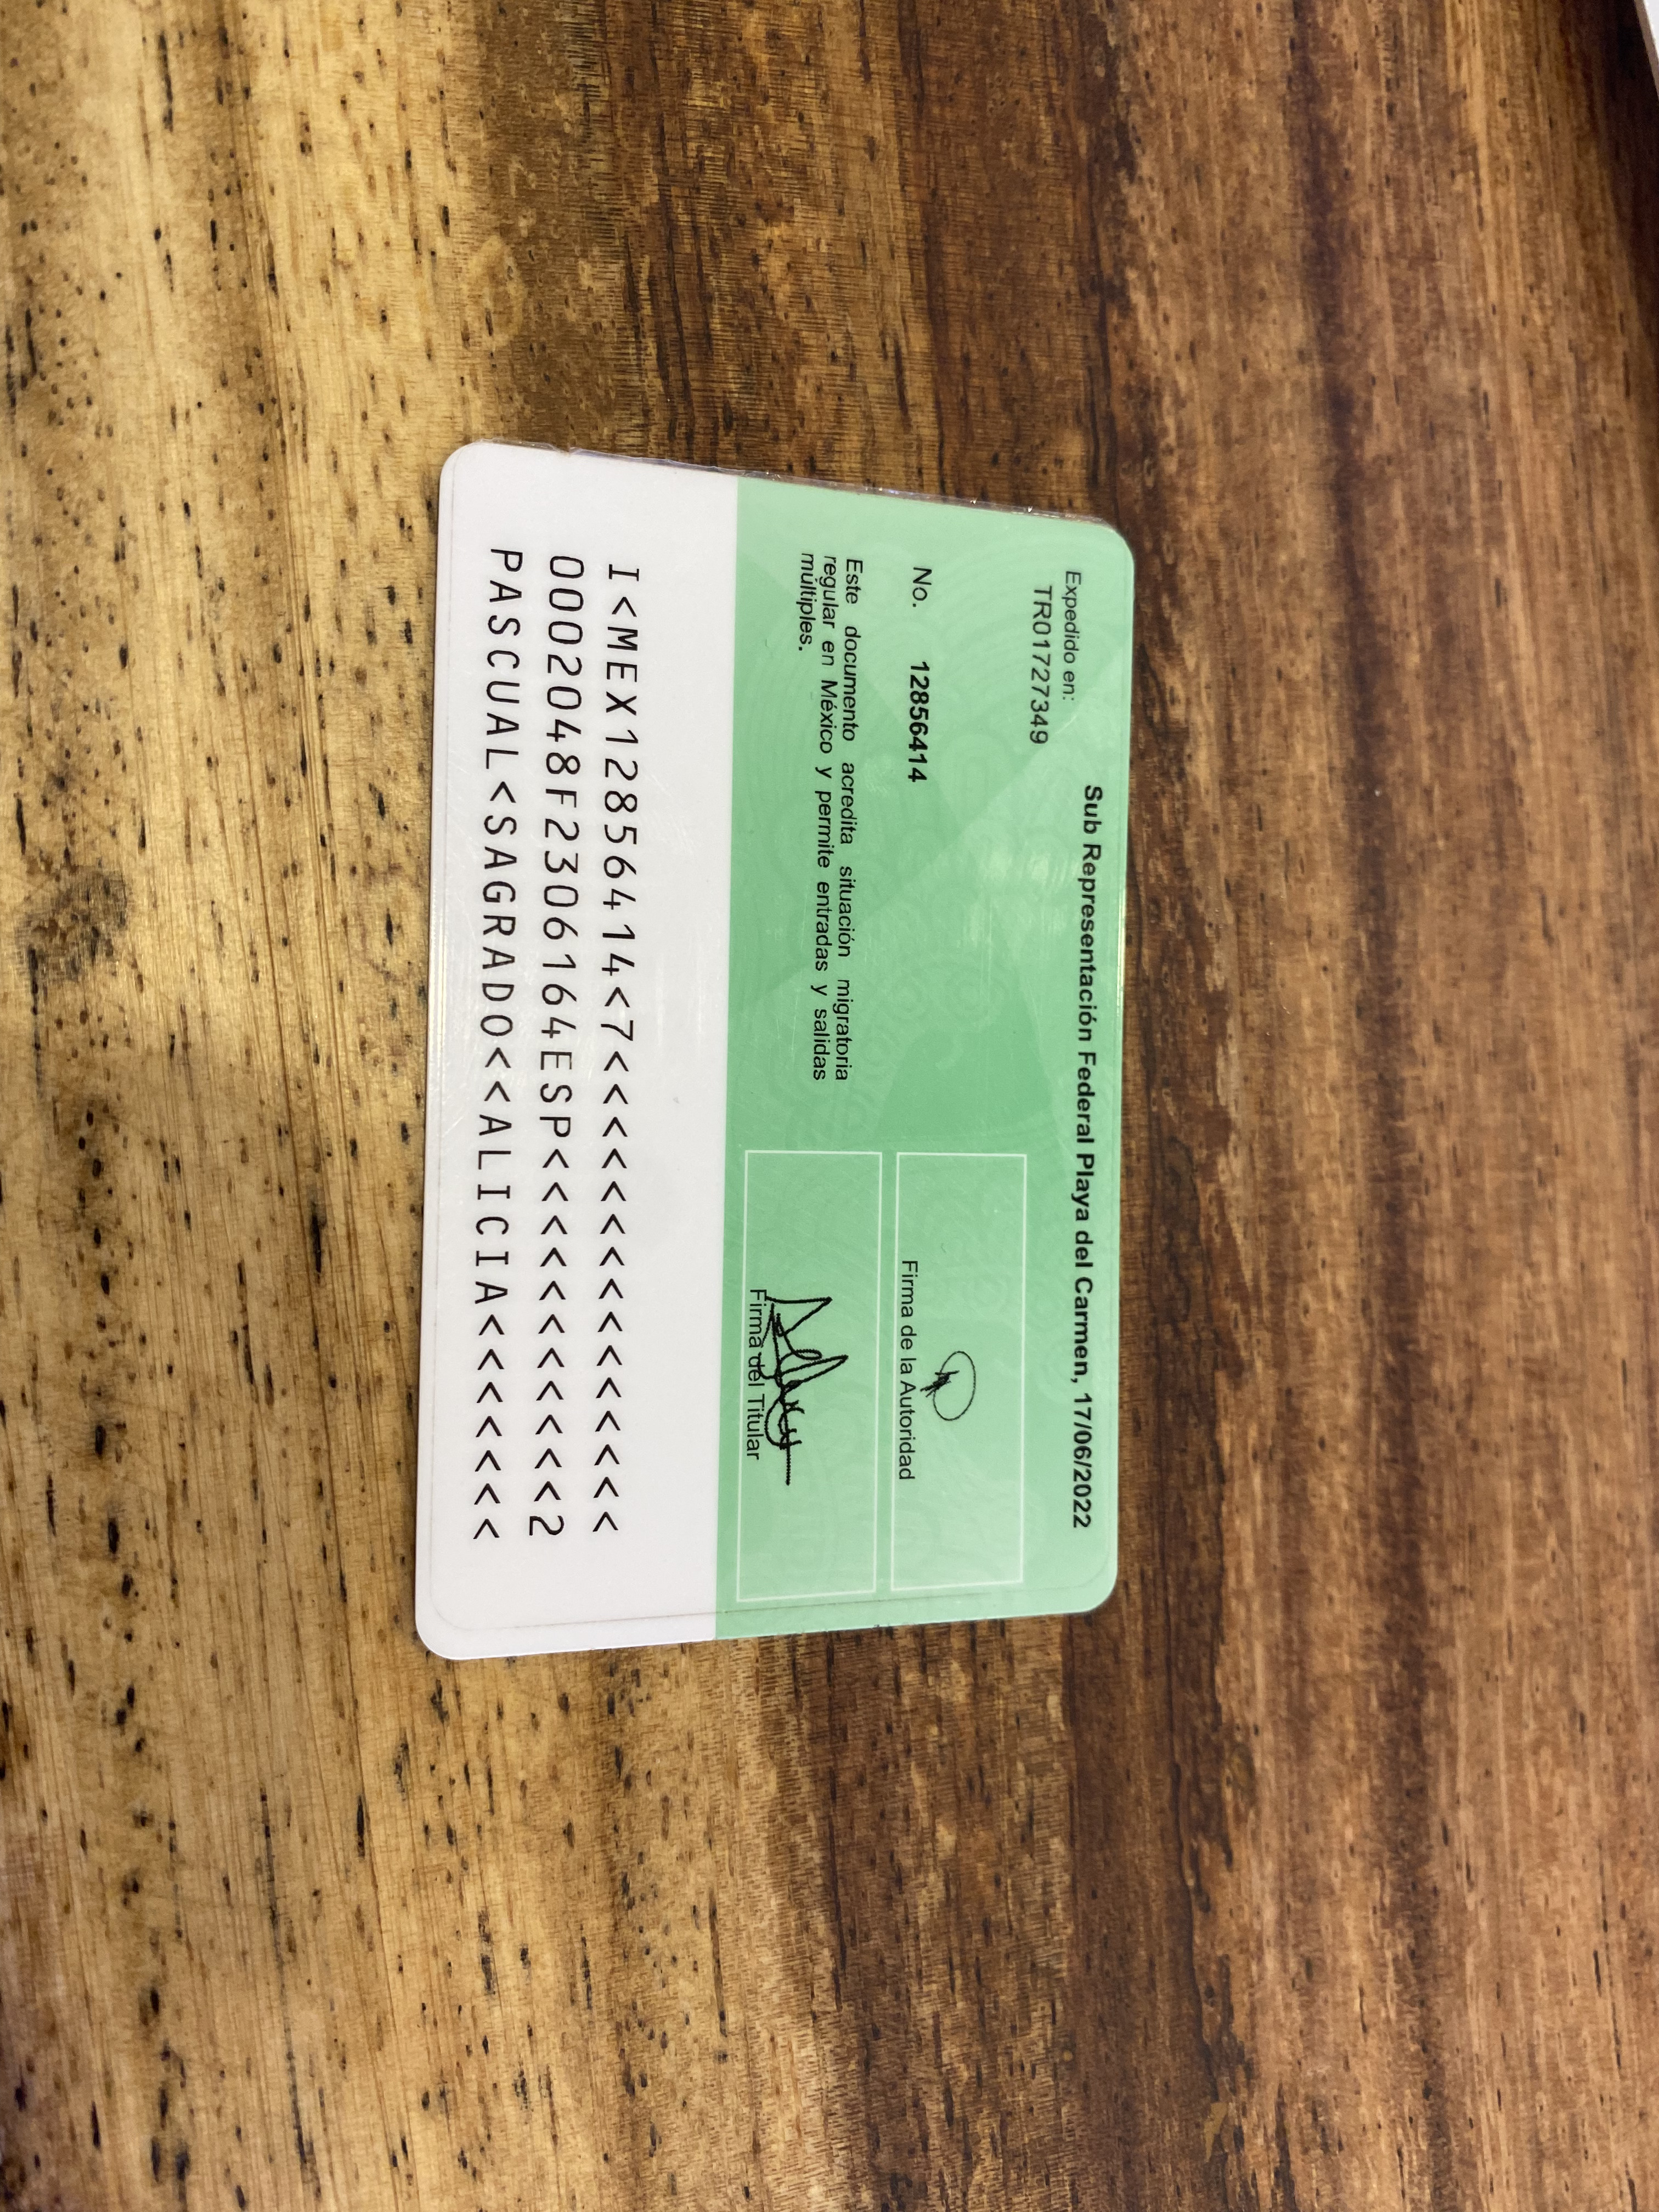 Sub Representación Federal Playa del Carmen, 17/06/2022
Expedido en:
TR01727349
No. 12856414
Firma de la Autoridad
Este documento acredita situación migratoria
regular en México y permite entradas y salidas
múltiples.
Firma del Titular
I<MEX12856414<7<<<<<<<<<<<<<<<
0002048F2306164ESP<<<<<<<<<<<2
PASCUAL<SAGRADO<<ALICIA<<<<<<<